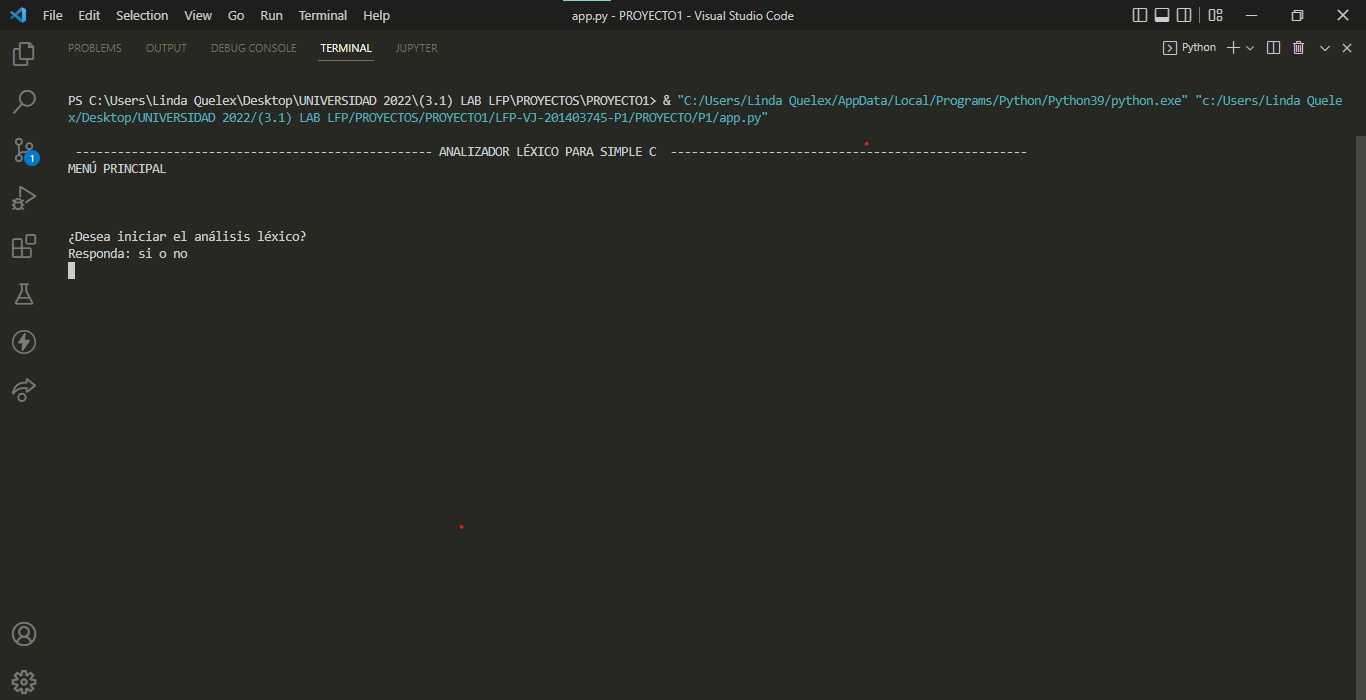 File Edit Selection View Go Run Terminal Help app.py - PROYECTO1 - Visual Studio Code
PROBLEMS OUTPUT DEBUG CONSOLE TERMINAL JUPYTER Python
PS C:\Users\Linda Quelex\Desktop\UNIVERSIDAD 2022\(3.1) LAB LFP\PROYECTOS\PROYECTO1> & "C:/Users/Linda Quelex/AppData/Local/Programs/Python/Python39/python.exe" "c:/Users/Linda Quele
x/Desktop/UNIVERSIDAD 2022/(3.1) LAB LFP/PROYECTOS/PROYECTO1/LFP-VJ-201403745-P1/PROYECTO/P1/app.py"
--------------------------------------------------- ANALIZADOR LÉXICO PARA SIMPLE C ---------------------------------------------------
MENÚ PRINCIPAL
¿Desea iniciar el análisis léxico?
Responda: si o no
1